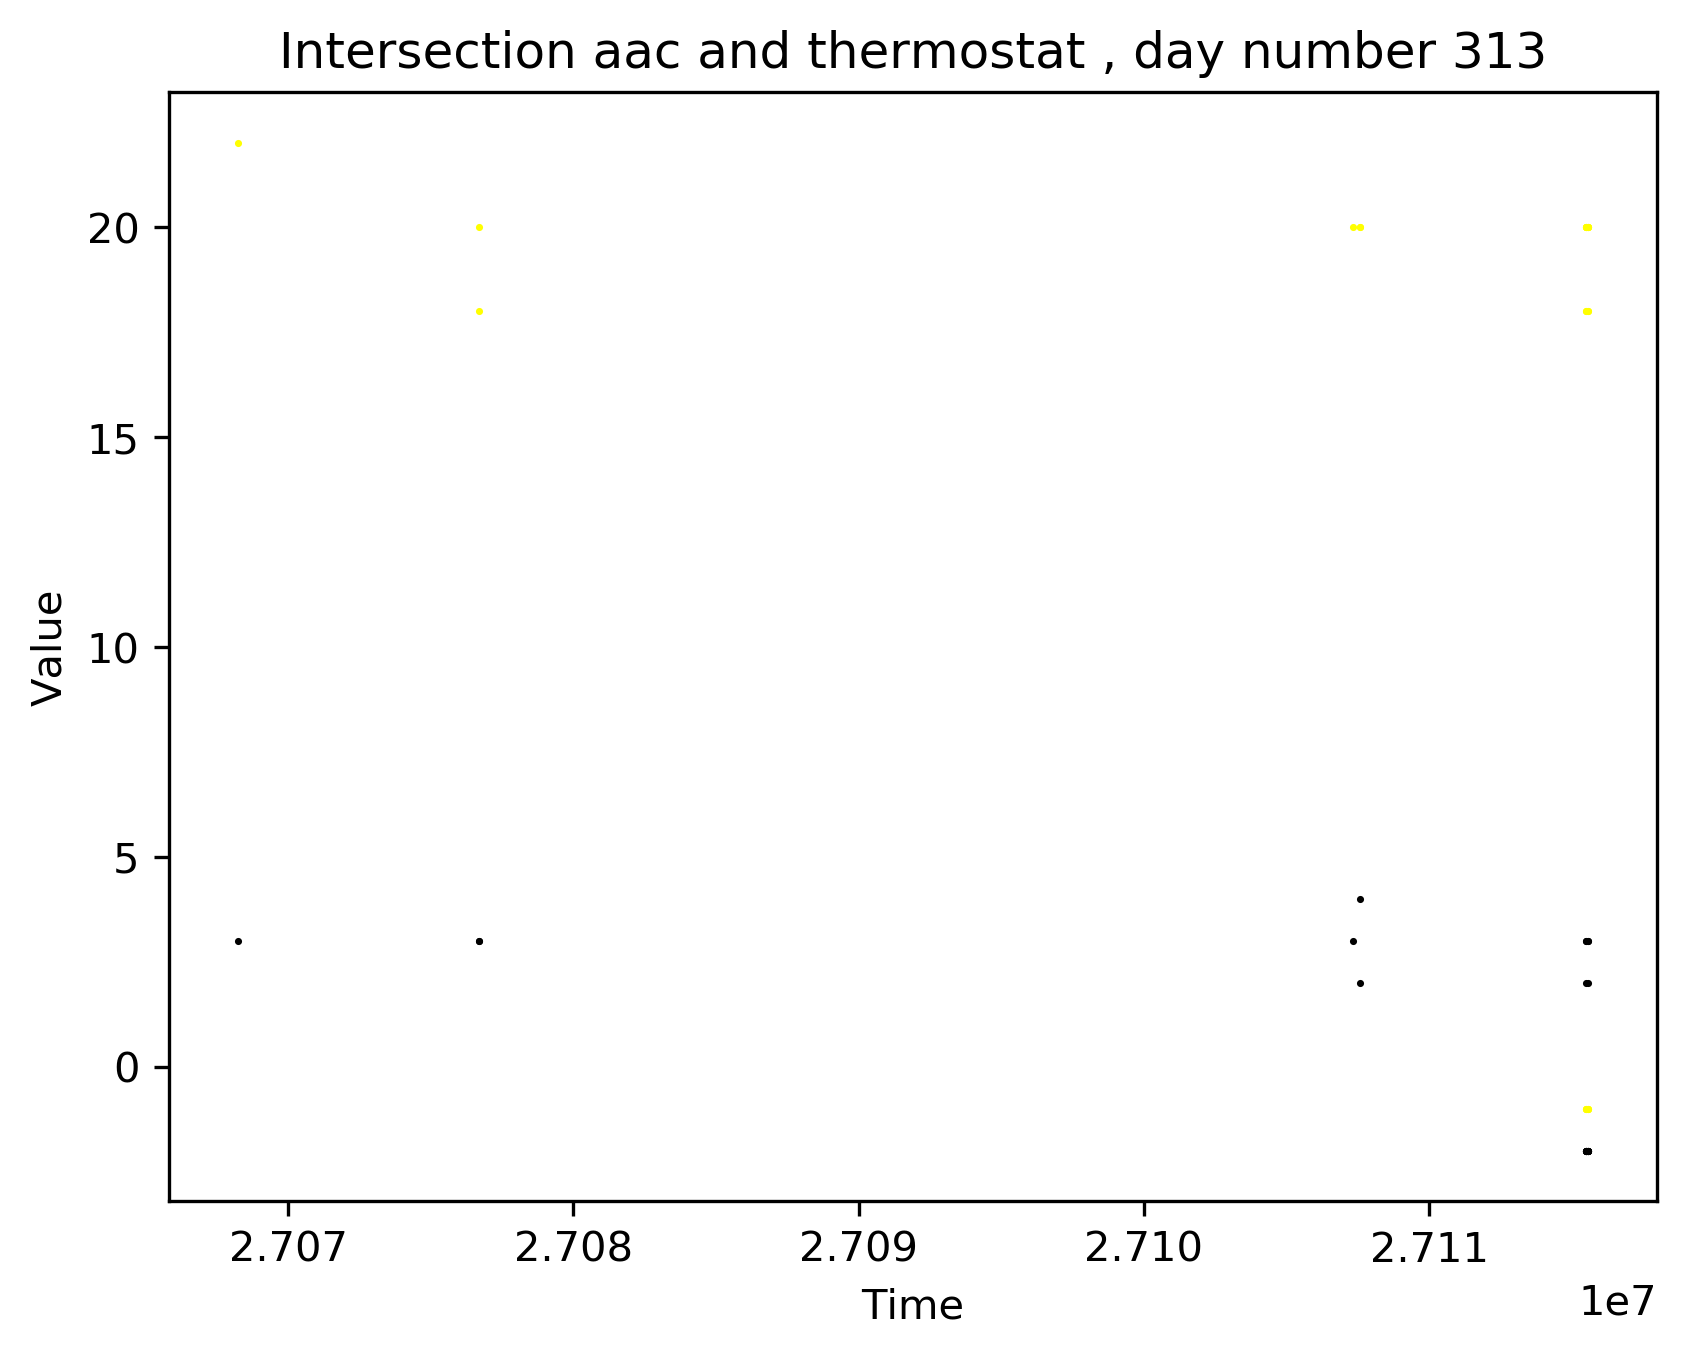 Intersection aac and thermostat , day number 313
Value
20
15
10
5
0
2.707 2.708 2.709 2.710 2.711
1e7
Time